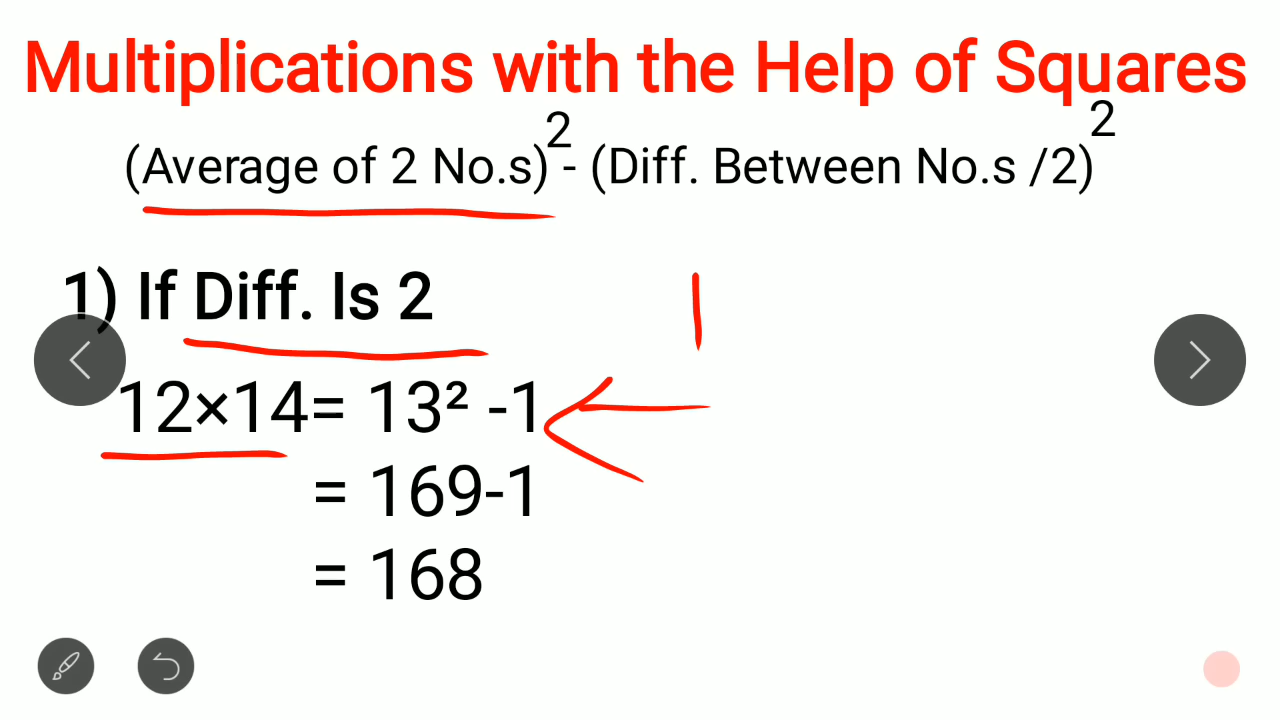 Multiplications with the Help of Squares
(Average of 2 No.s)² - (Diff. Between No.s /2)²
1) If Diff. Is 2
12×14= 13² -1
= 169-1
= 168